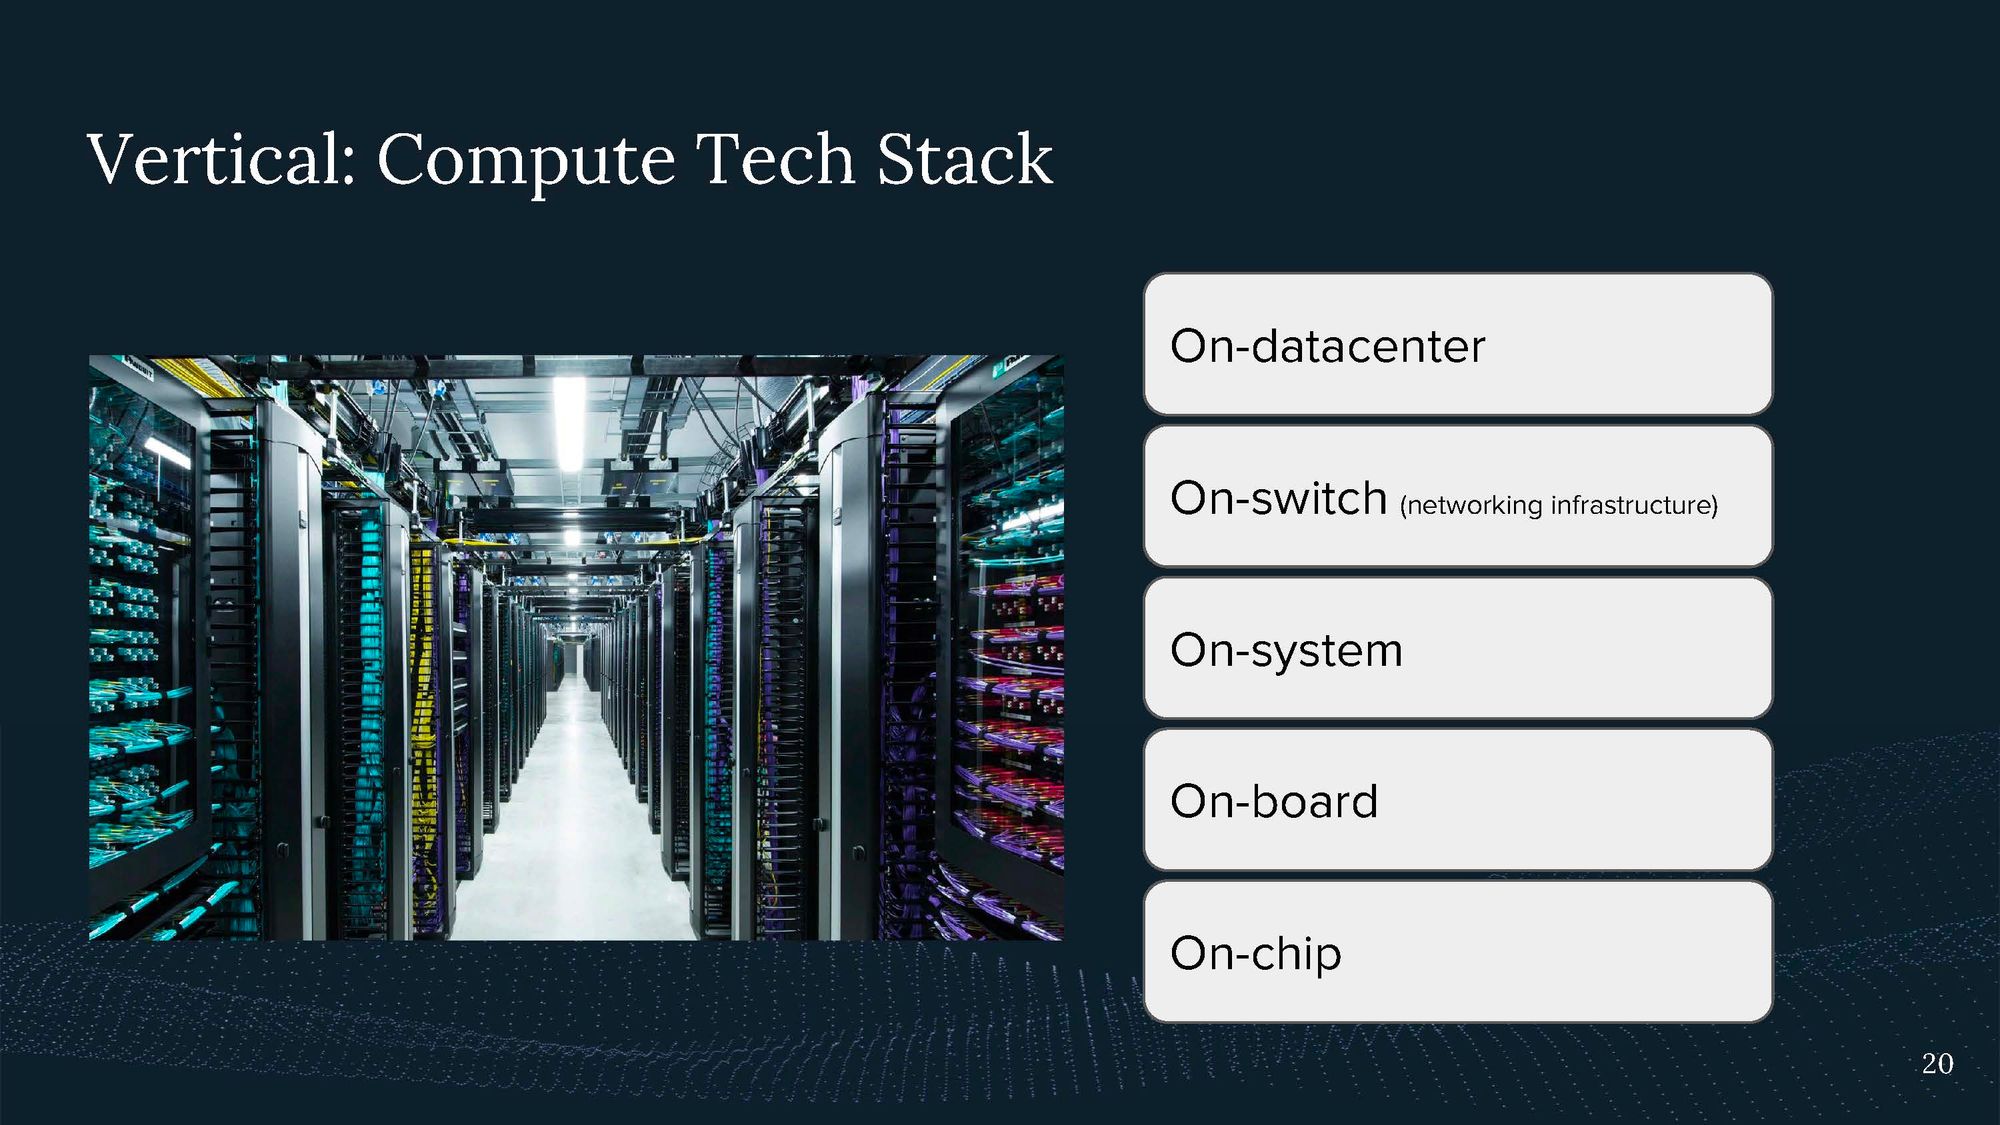 Vertical: Compute Tech Stack
On-datacenter
On-switch (networking infrastructure)
On-system
On-board
On-chip
20